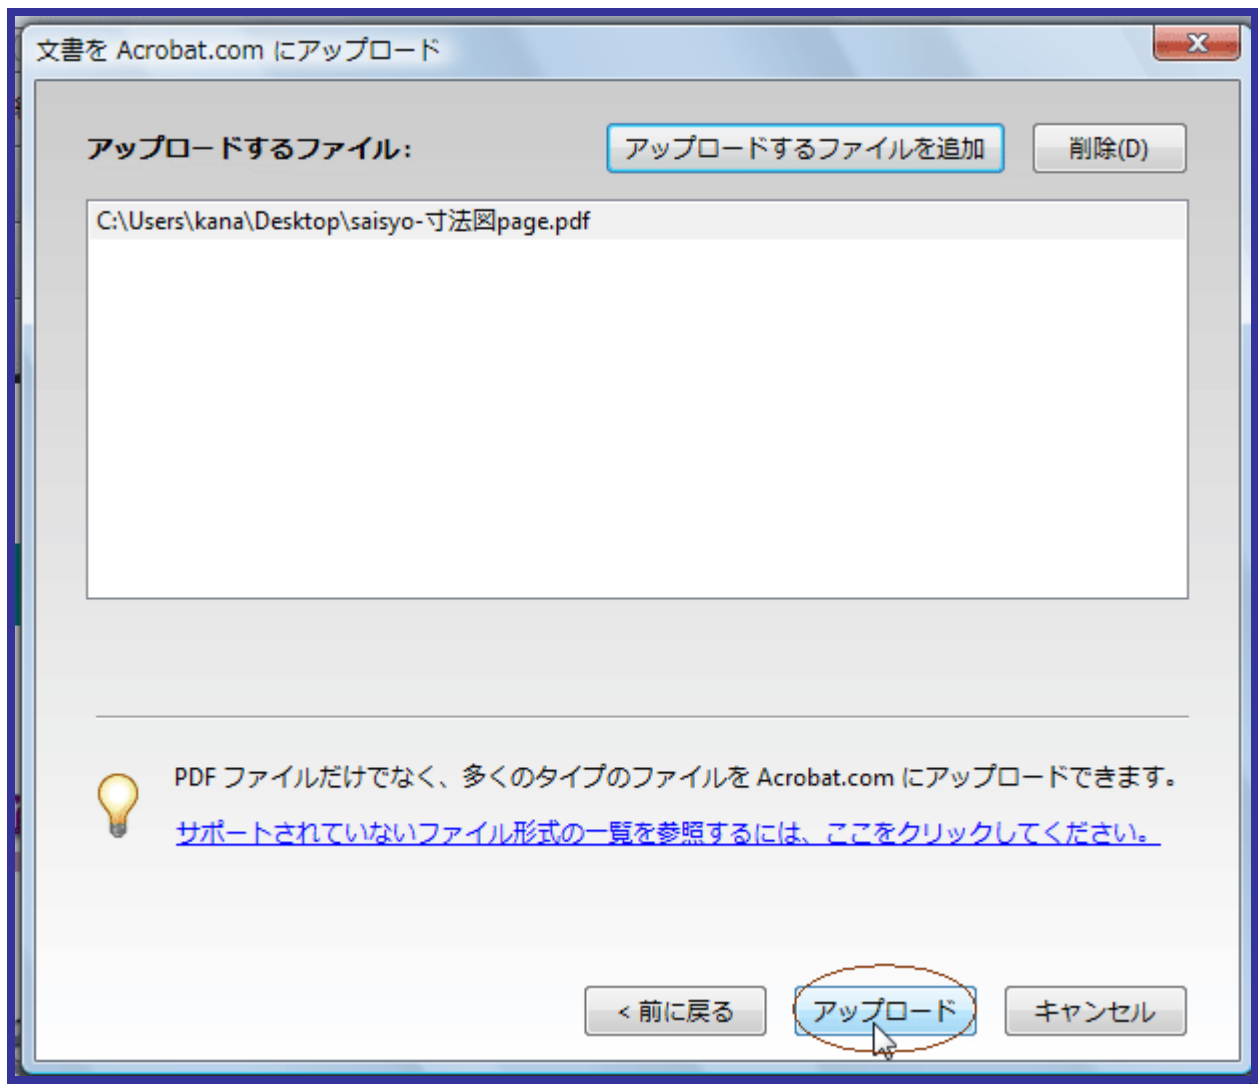 文書を Acrobat.com にアップロード
X
アップロードするファイル:
アップロードするファイルを追加
削除(D)
C:\Users\kana\Desktop\saisyo-寸法図page.pdf
PDF ファイルだけでなく、多くのタイプのファイルを Acrobat.com にアップロードできます。
サポートされていないファイル形式の一覧を参照するには、ここをクリックしてください。
< 前に戻る
アップロード
キャンセル